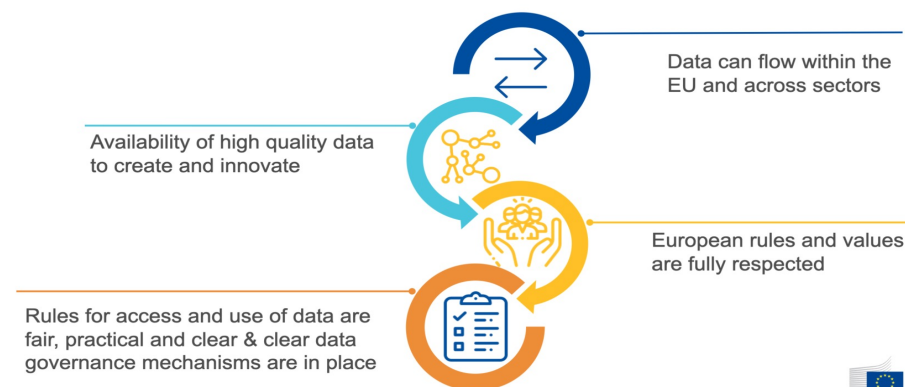 Data can flow within the
EU and across sectors
Availability of high quality data
to create and innovate
European rules and values
are fully respected
Rules for access and use of data are
fair, practical and clear & clear data
governance mechanisms are in place